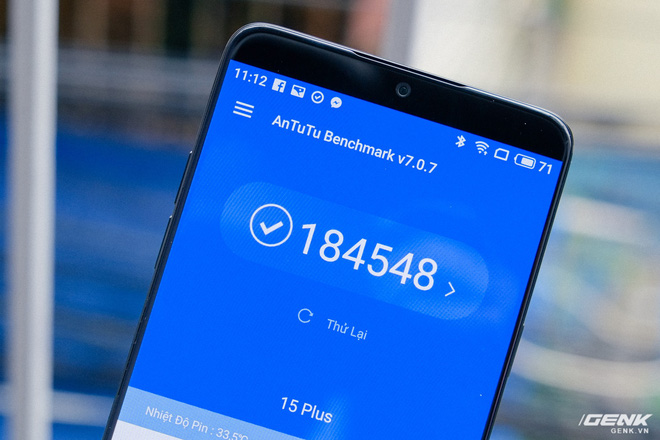 11:12
71
AnTuTu Benchmark v7.0.7
184548
Thử Lại
15 Plus
Nhiệt Độ Pin : 33.5°C
GENK
GENK.VN